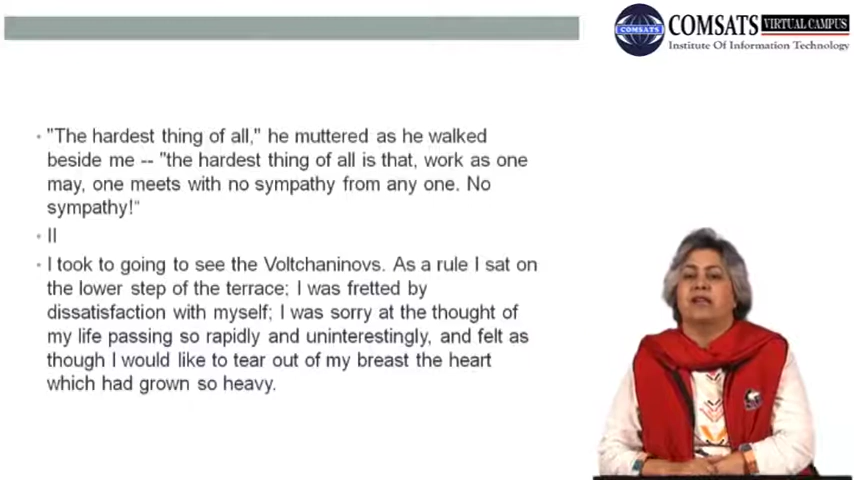 COMSATS
COMSATS VIRTUAL CAMPUS
Institute Of Information Technology
• "The hardest thing of all," he muttered as he walked
beside me -- "the hardest thing of all is that, work as one
may, one meets with no sympathy from any one. No
sympathy!"
• II
• I took to going to see the Voltchaninovs. As a rule I sat on
the lower step of the terrace; I was fretted by
dissatisfaction with myself; I was sorry at the thought of
my life passing so rapidly and uninterestingly, and felt as
though I would like to tear out of my breast the heart
which had grown so heavy.